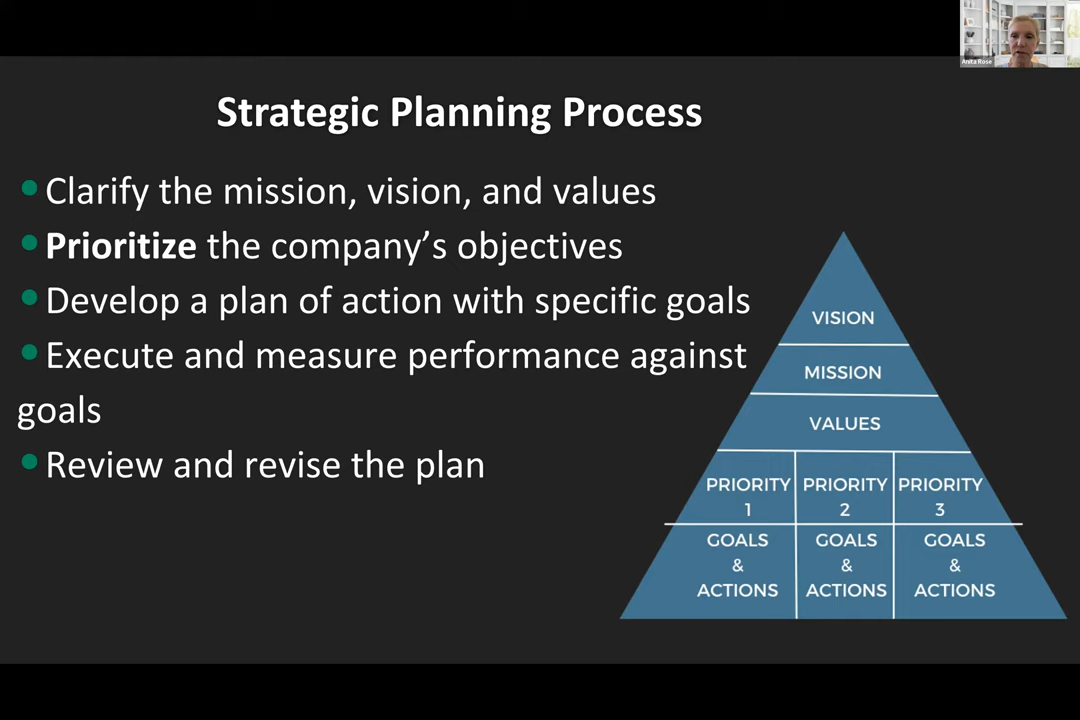 Anita Rose
Strategic Planning Process
•Clarify the mission, vision, and values
•Prioritize the company’s objectives
•Develop a plan of action with specific goals
•Execute and measure performance against
goals
•Review and revise the plan
VISION
MISSION
VALUES
PRIORITY
1
PRIORITY
2
PRIORITY
3
GOALS
&
ACTIONS
GOALS
&
ACTIONS
GOALS
&
ACTIONS